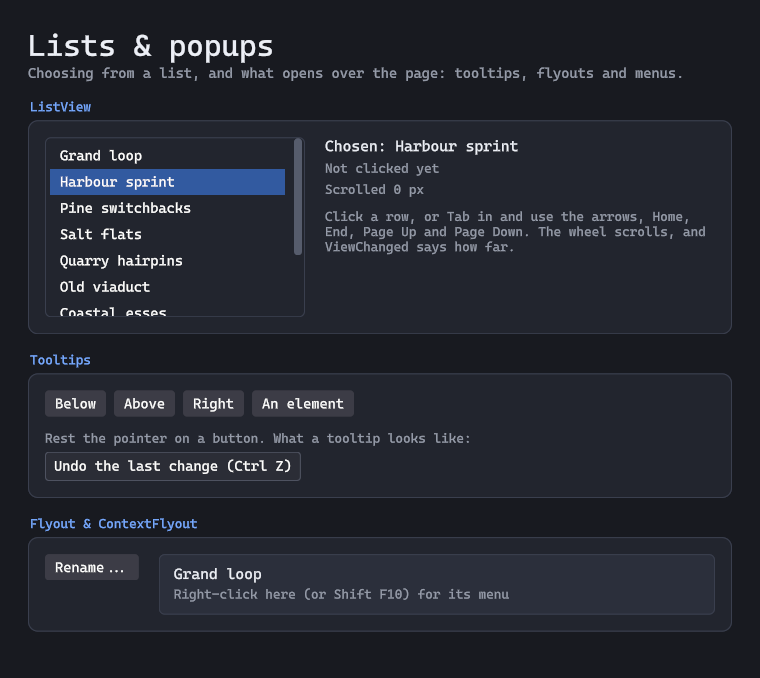 Lists & popups
Choosing from a list, and what opens over the page: tooltips, flyouts and menus.
ListView
Grand loop
Harbour sprint
Pine switchbacks
Salt flats
Quarry hairpins
Old viaduct
Coastal esses
Chosen: Harbour sprint
Not clicked yet
Scrolled 0 px
Click a row, or Tab in and use the arrows, Home,
End, Page Up and Page Down. The wheel scrolls, and
ViewChanged says how far.
Tooltips
Below
Above
Right
An element
Rest the pointer on a button. What a tooltip looks like:
Undo the last change (Ctrl Z)
Flyout & ContextFlyout
Rename...
Grand loop
Right-click here (or Shift F10) for its menu